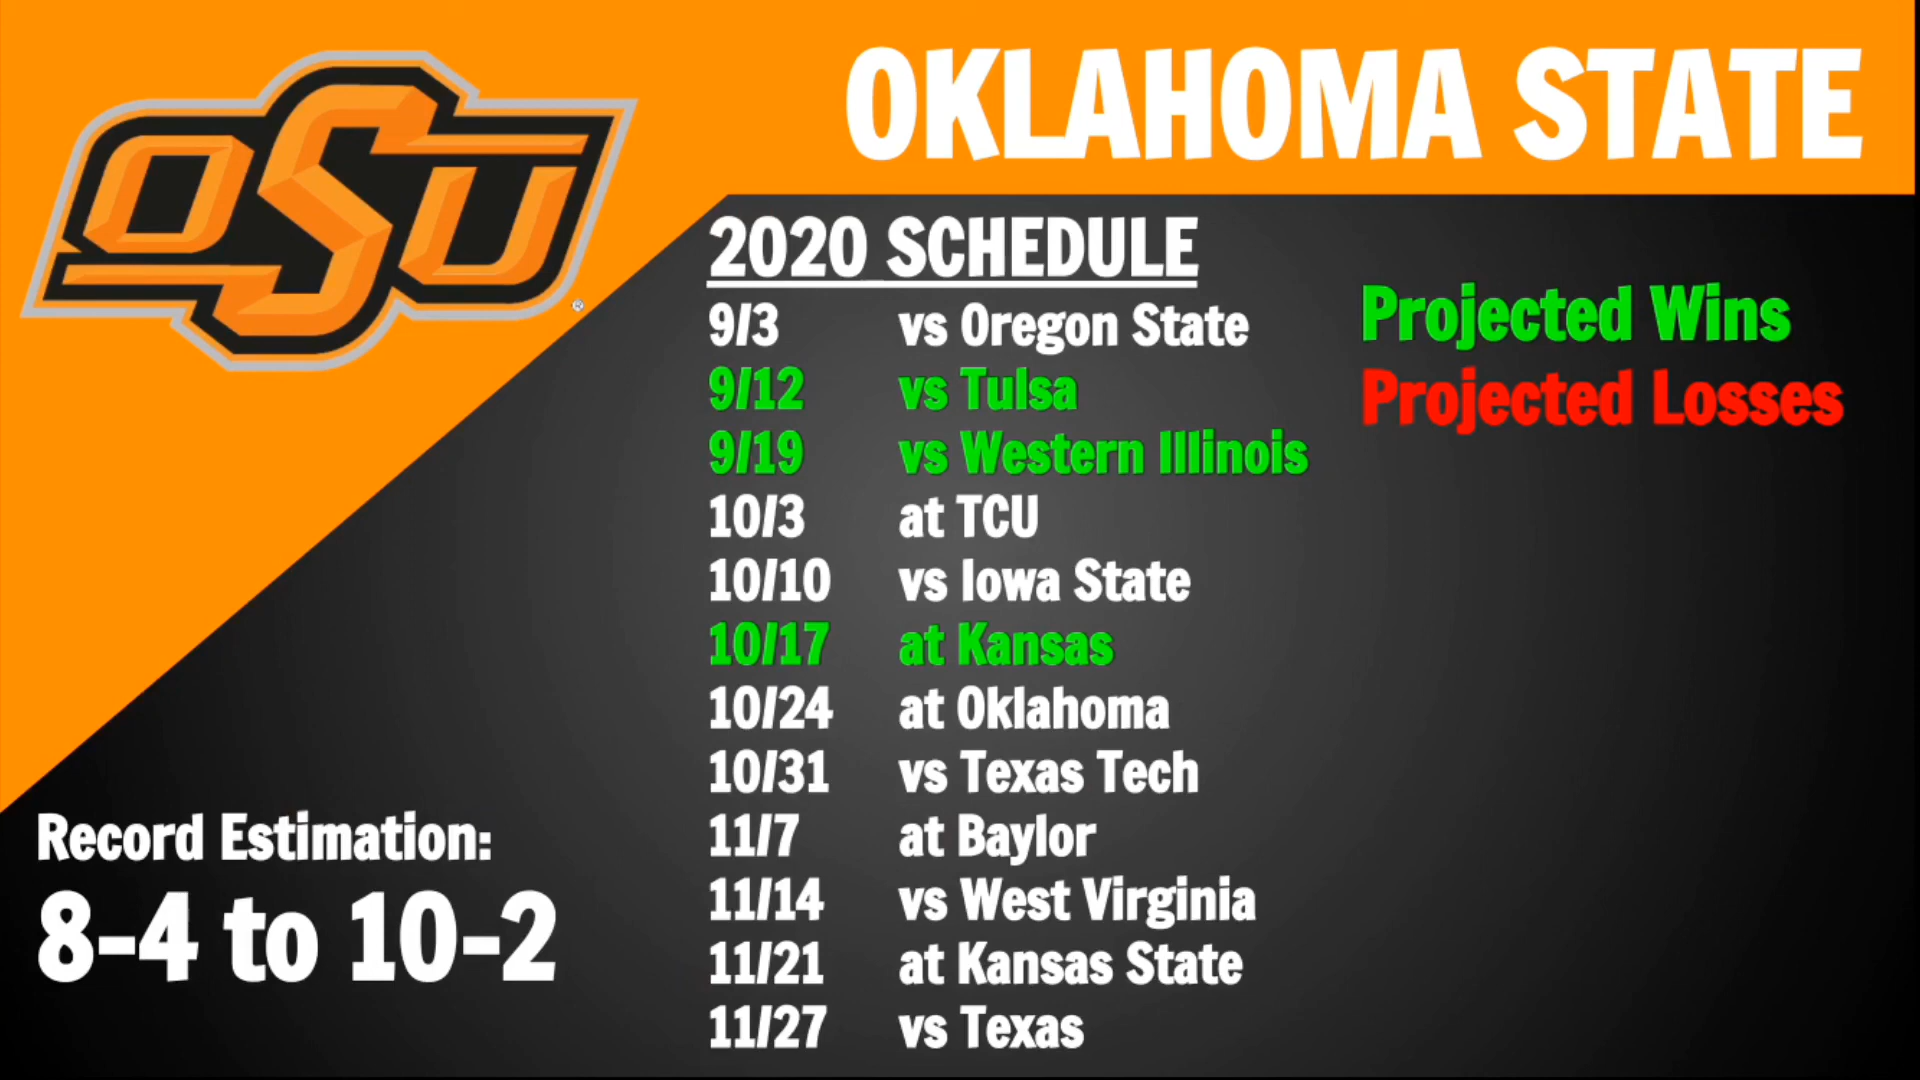 OSU
®
OKLAHOMA STATE
2020 SCHEDULE
9/3 vs Oregon State
9/12 vs Tulsa
9/19 vs Western Illinois
10/3 at TCU
10/10 vs Iowa State
10/17 at Kansas
10/24 at Oklahoma
10/31 vs Texas Tech
11/7 at Baylor
11/14 vs West Virginia
11/21 at Kansas State
11/27 vs Texas
Projected Wins
Projected Losses
Record Estimation:
8-4 to 10-2